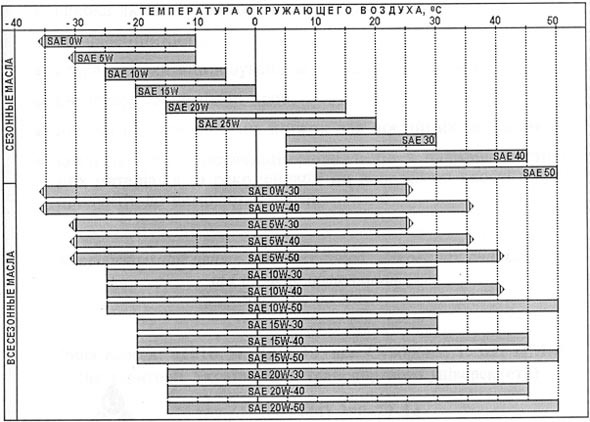 ТЕМПЕРАТУРА ОКРУЖАЮЩЕГО ВОЗДУХА, ºС
-40 -30 -20 -10 0 10 20 30 40 50
СЕЗОННЫЕ МАСЛА
SAE 0W
SAE 5W
SAE 10W
SAE 15W
SAE 20W
SAE 25W
SAE 30
SAE 40
SAE 50
ВСЕСЕЗОННЫЕ МАСЛА
SAE 0W-30
SAE 0W-40
SAE 5W-30
SAE 5W-40
SAE 5W-50
SAE 10W-30
SAE 10W-40
SAE 10W-50
SAE 15W-30
SAE 15W-40
SAE 15W-50
SAE 20W-30
SAE 20W-40
SAE 20W-50